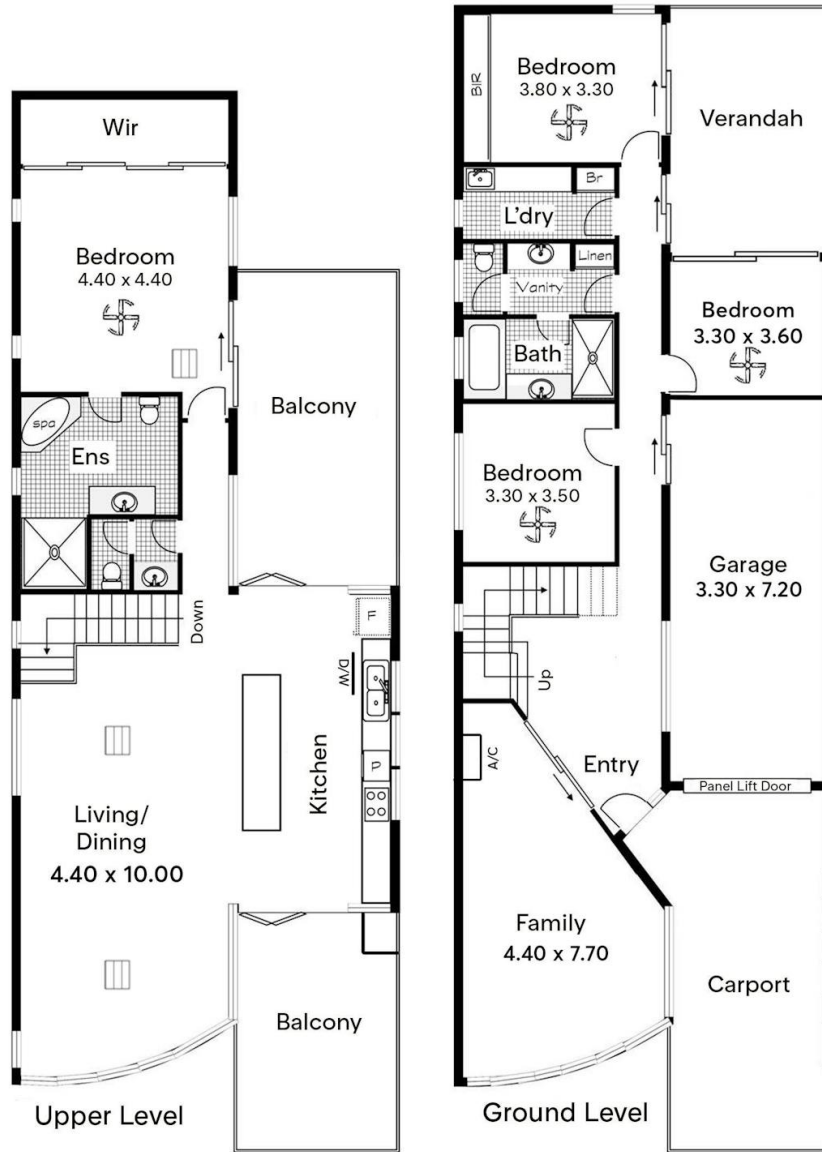 Wir
Bedroom
4.40 x 4.40
Balcony
spa
Ens
Down
F
D/W
Kitchen
P
Living/
Dining
4.40 x 10.00
Balcony
Upper Level
BIR
Bedroom
3.80 x 3.30
Verandah
Br
L'dry
Linen
Vanity
Bedroom
3.30 x 3.60
Bath
Bedroom
3.30 x 3.50
Garage
3.30 x 7.20
Up
A/C
Entry
Panel Lift Door
Family
4.40 x 7.70
Carport
Ground Level